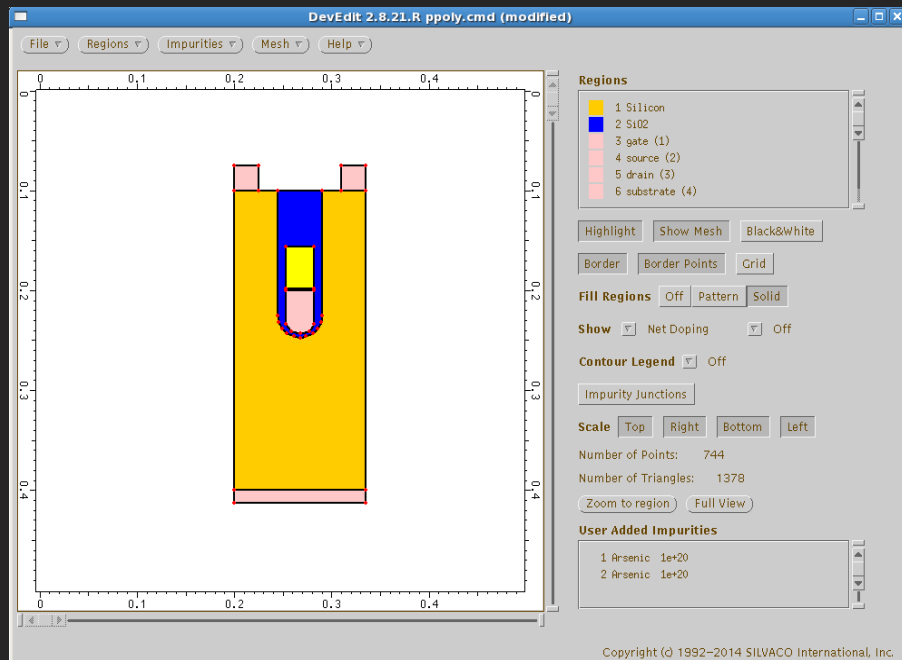 DevEdit 2.8.21.R ppoly.cmd (modified)
File Regions Impurities Mesh Help
0 0.1 0.2 0.3 0.4
0 0.1 0.2 0.3 0.4
0 0.1 0.2 0.3 0.4
0 0.1 0.2 0.3 0.4
Regions
1 Silicon
2 SiO2
3 gate (1)
4 source (2)
5 drain (3)
6 substrate (4)
Highlight Show Mesh Black&White
Border Border Points Grid
Fill Regions Off Pattern Solid
Show Net Doping Off
Contour Legend Off
Impurity Junctions
Scale Top Right Bottom Left
Number of Points: 744
Number of Triangles: 1378
Zoom to region Full View
User Added Impurities
1 Arsenic 1e+20
2 Arsenic 1e+20
Copyright (c) 1992-2014 SILVACO International, Inc.